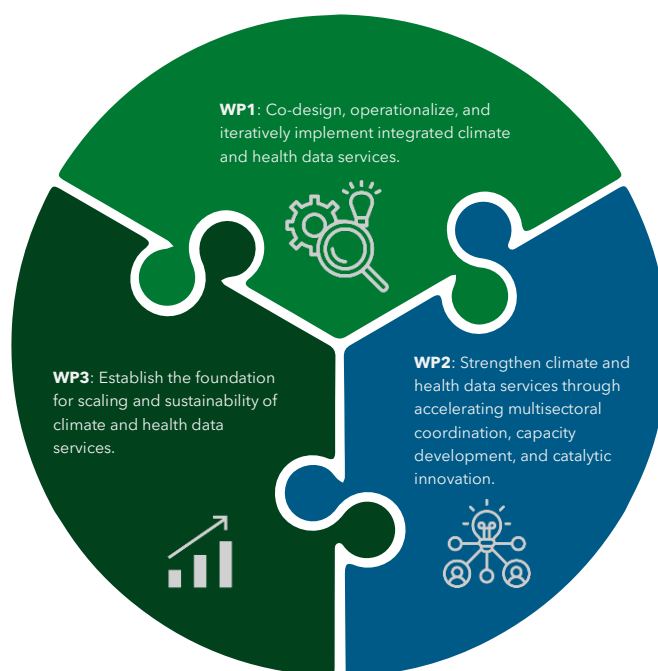 WP1: Co-design, operationalize, and
iteratively implement integrated climate
and health data services.
WP2: Strengthen climate and
health data services through
accelerating multisectoral
coordination, capacity
development, and catalytic
innovation.
WP3: Establish the foundation
for scaling and sustainability of
climate and health data
services.